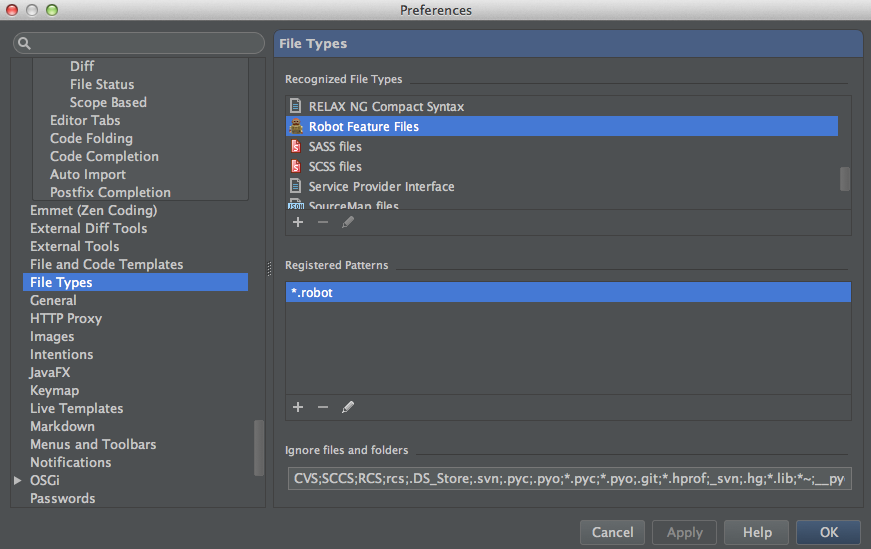 Preferences
Diff
File Status
Scope Based
Editor Tabs
Code Folding
Code Completion
Auto Import
Postfix Completion
Emmet (Zen Coding)
External Diff Tools
External Tools
File and Code Templates
File Types
General
HTTP Proxy
Images
Intentions
JavaFX
Keymap
Live Templates
Markdown
Menus and Toolbars
Notifications
OSGi
Passwords
File Types
Recognized File Types
RELAX NG Compact Syntax
Robot Feature Files
SASS files
SCSS files
Service Provider Interface
JSON SourceMap files
Registered Patterns
*.robot
Ignore files and folders
CVS;SCCS;RCS;rcs;.DS_Store;.svn;.pyc;.pyo;*.pyc;*.pyo;.git;*.hprof;_svn;.hg;*.lib;*~;__py
Cancel
Apply
Help
OK